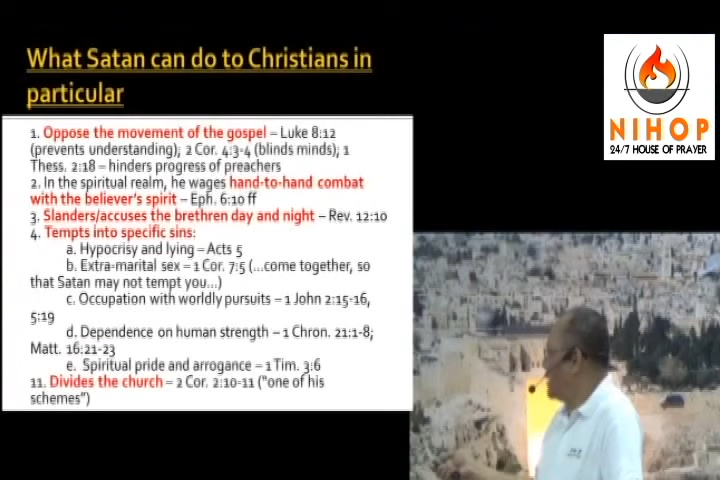 What Satan can do to Christians in
particular
1. Oppose the movement of the gospel – Luke 8:12
(prevents understanding); 2 Cor. 4:3-4 (blinds minds); 1
Thess. 2:18 – hinders progress of preachers
2. In the spiritual realm, he wages hand-to-hand combat
with the believer's spirit – Eph. 6:10 ff
3. Slanders/accuses the brethren day and night – Rev. 12:10
4. Tempts into specific sins:
a. Hypocrisy and lying – Acts 5
b. Extra-marital sex – 1 Cor. 7:5 (...come together, so
that Satan may not tempt you...)
c. Occupation with worldly pursuits – 1 John 2:15-16,
5:19
d. Dependence on human strength – 1 Chron. 21:1-8;
Matt. 16:21-23
e. Spiritual pride and arrogance – 1 Tim. 3:6
11. Divides the church – 2 Cor. 2:10-11 ("one of his
schemes")
NIHOP
24/7 HOUSE OF PRAYER